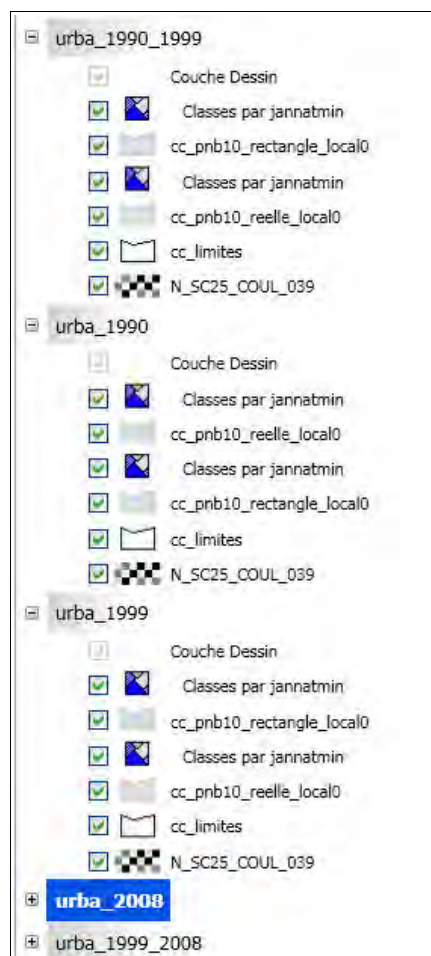 urba_1990_1999
Couche Dessin
Classes par jannatmin
cc_pnb10_rectangle_local0
Classes par jannatmin
cc_pnb10_reelle_local0
cc_limites
N_SC25_COUL_039
urba_1990
Couche Dessin
Classes par jannatmin
cc_pnb10_reelle_local0
Classes par jannatmin
cc_pnb10_rectangle_local0
cc_limites
N_SC25_COUL_039
urba_1999
Couche Dessin
Classes par jannatmin
cc_pnb10_rectangle_local0
Classes par jannatmin
cc_pnb10_reelle_local0
cc_limites
N_SC25_COUL_039
urba_2008
urba_1999_2008